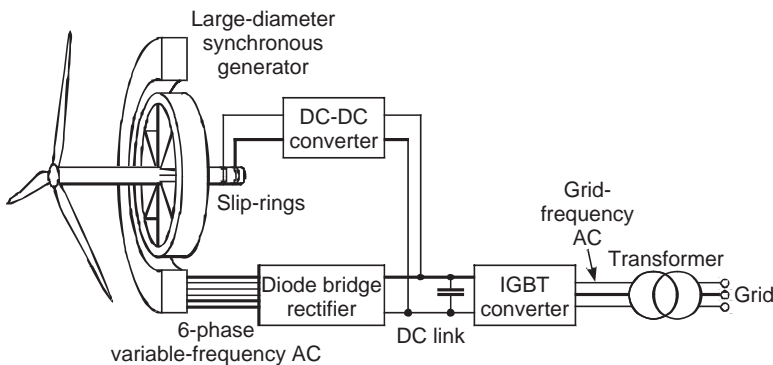 Large-diameter
synchronous
generator
DC-DC
converter
Slip-rings
Grid-
frequency
AC
Transformer
Diode bridge
rectifier
IGBT
converter
Grid
DC link
6-phase
variable-frequency AC